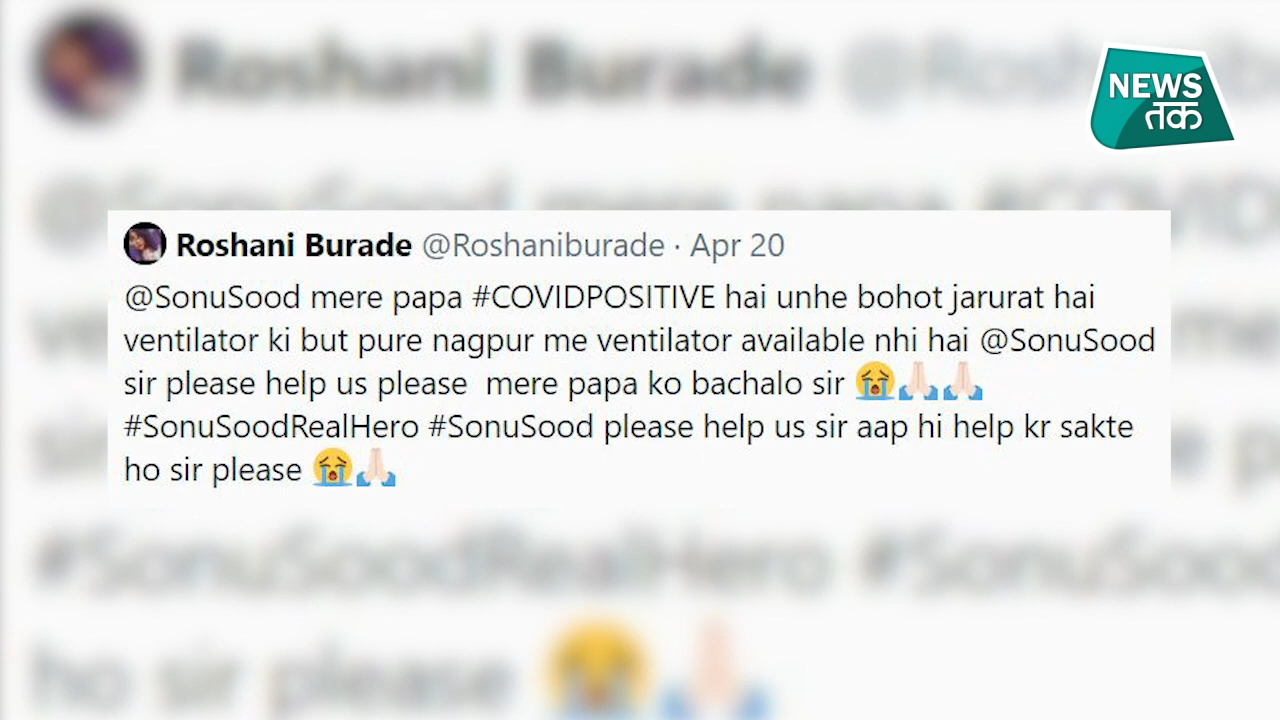 NEWS
तक
Roshani Burade @Roshaniburade · Apr 20
@SonuSood mere papa #COVIDPOSITIVE hai unhe bohot jarurat hai
ventilator ki but pure nagpur me ventilator available nhi hai @SonuSood
sir please help us please mere papa ko bachalo sir 😭🙏🏻🙏🏻
#SonuSoodRealHero #SonuSood please help us sir aap hi help kr sakte
ho sir please 😭🙏🏻